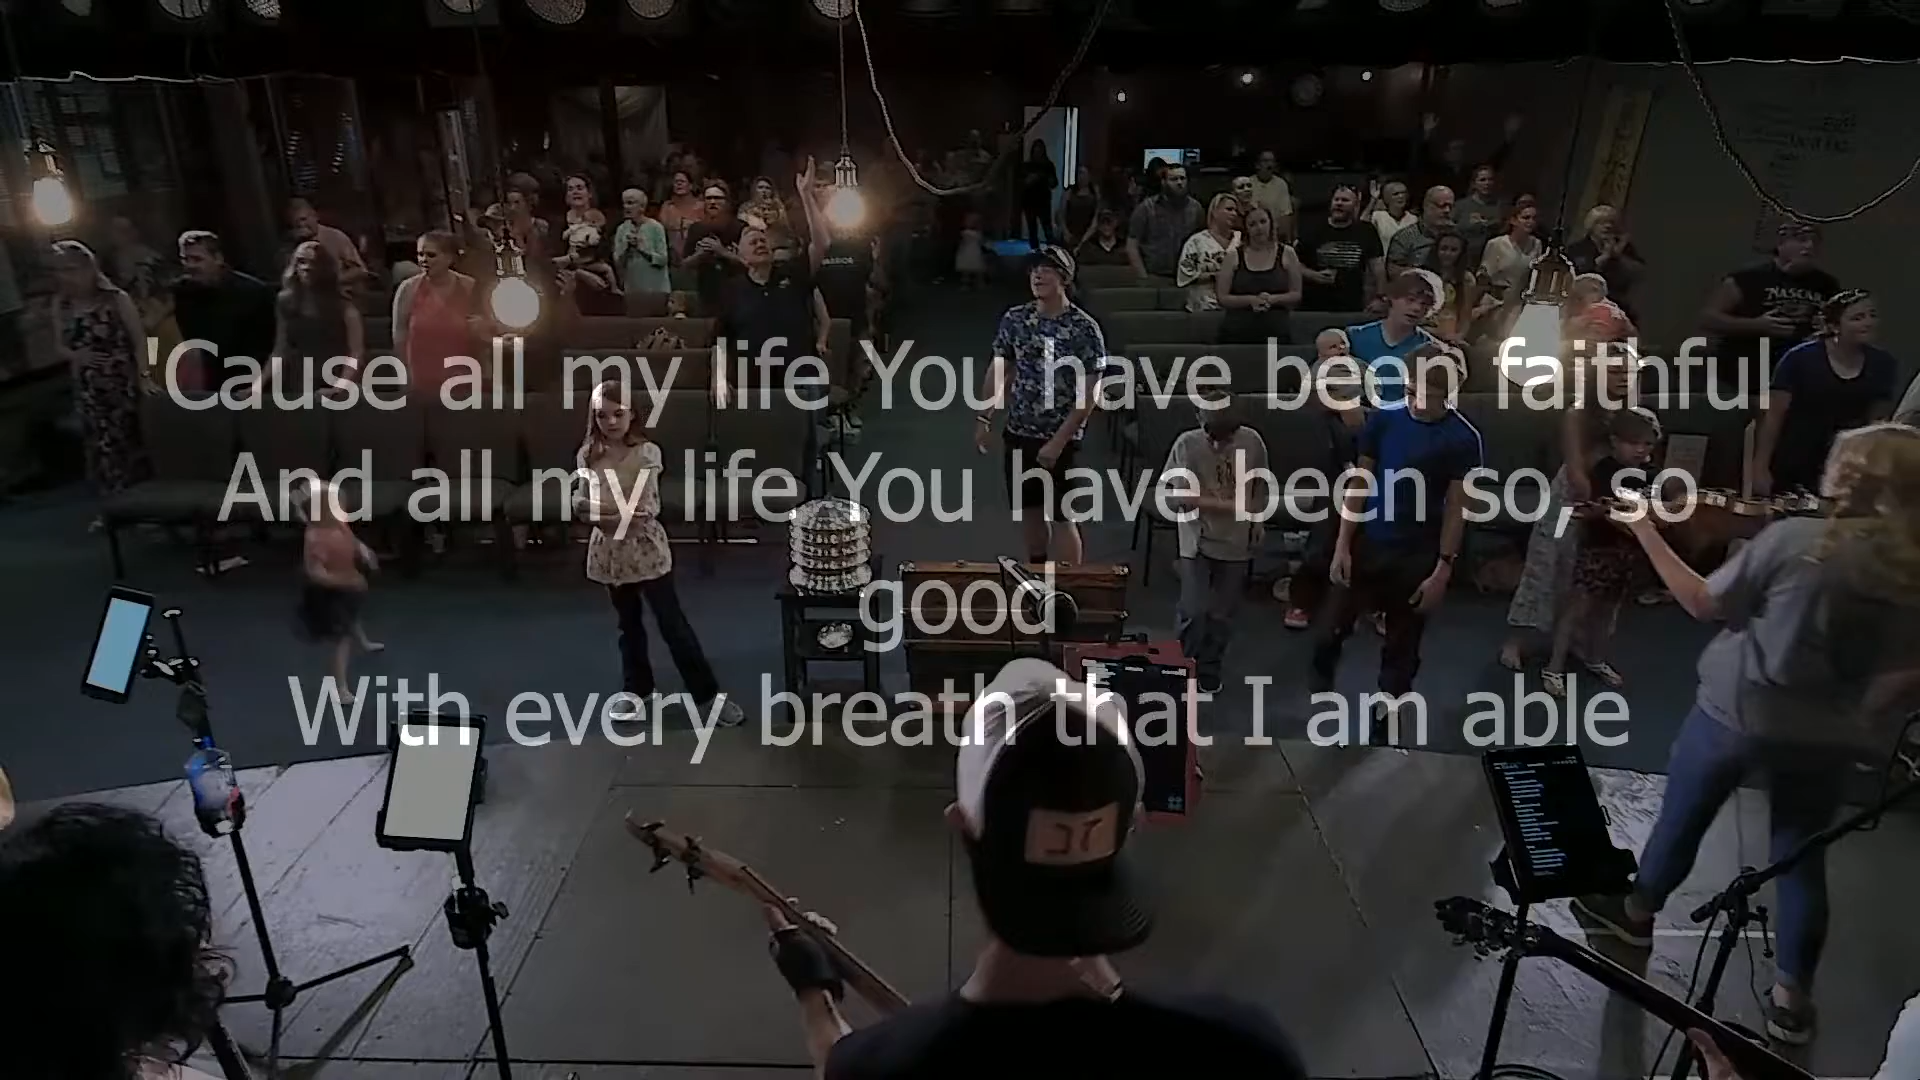 'Cause all my life You have been faithful
And all my life You have been so, so
good
With every breath that I am able
NASCAR